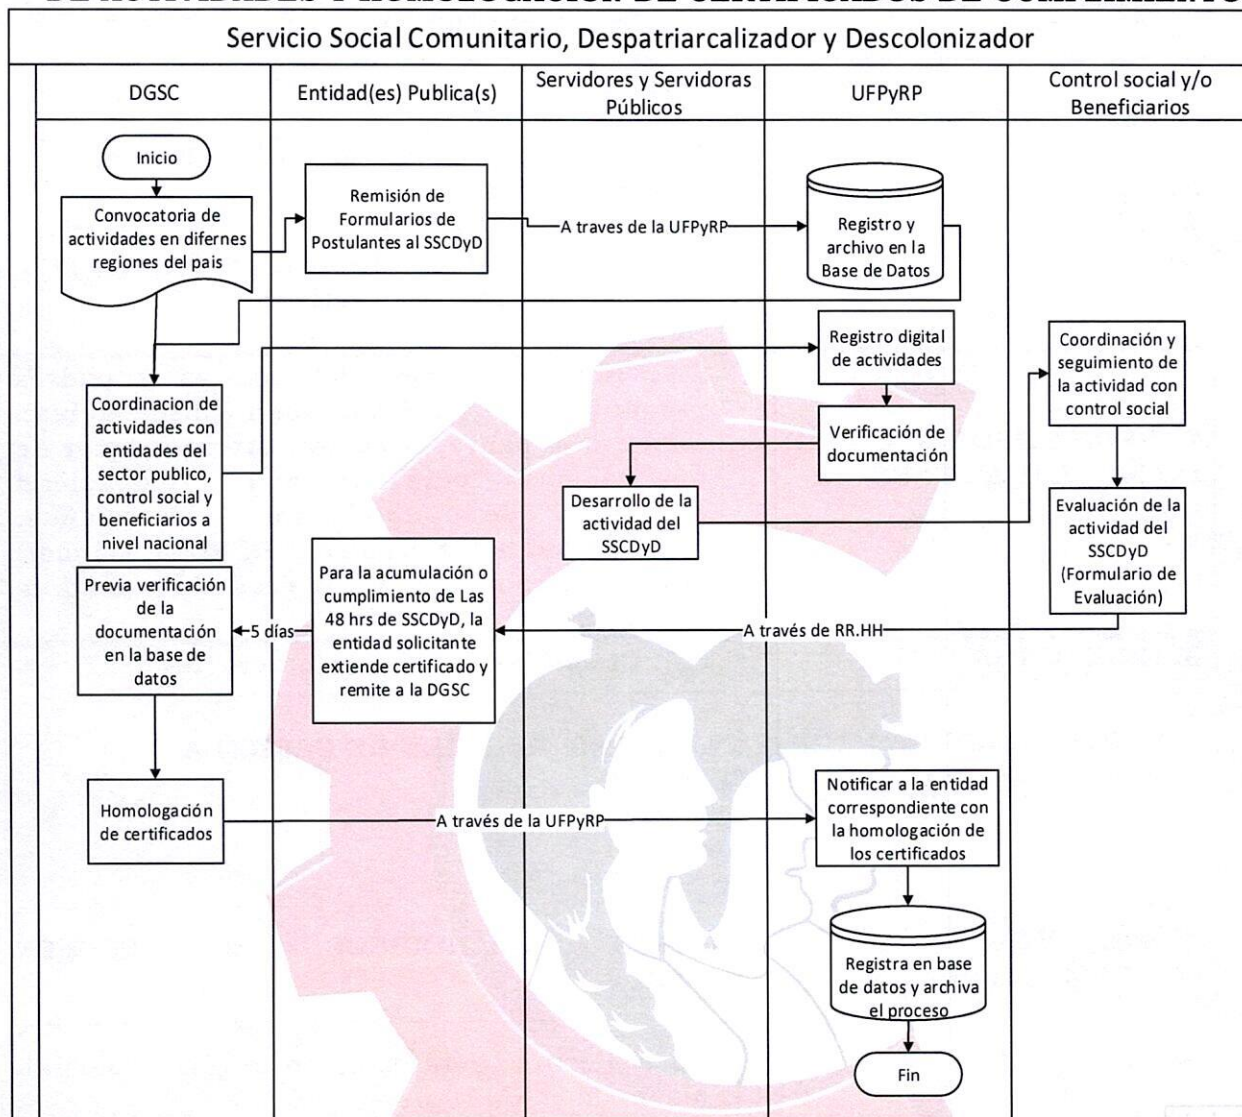 DE ACTIVIDADES Y HOMOLOGACIÓN DE CERTIFICADOS DE CUMPLIMIENTO
Servicio Social Comunitario, Despatriarcalizador y Descolonizador
DGSC
Entidad(es) Publica(s)
Servidores y Servidoras
Públicos
UFPyRP
Control social y/o
Beneficiarios
Inicio
Convocatoria de
actividades en difernes
regiones del pais
Remisión de
Formularios de
Postulantes al SSCDyD
A traves de la UFPyRP
Registro y
archivo en la
Base de Datos
Coordinacion de
actividades con
entidades del
sector publico,
control social y
beneficiarios a
nivel nacional
Registro digital
de actividades
Verificación de
documentación
Desarrollo de la
actividad del
SSCDyD
Coordinación y
seguimiento de
la actividad con
control social
Evaluación de la
actividad del
SSCDyD
(Formulario de
Evaluación)
A través de RR.HH
Para la acumulación o
cumplimiento de Las
48 hrs de SSCDyD, la
entidad solicitante
extiende certificado y
remite a la DGSC
5 días
Previa verificación
de la
documentación
en la base de
datos
Homologación
de certificados
A través de la UFPyRP
Notificar a la entidad
correspondiente con
la homologación de
los certificados
Registra en base
de datos y archiva
el proceso
Fin